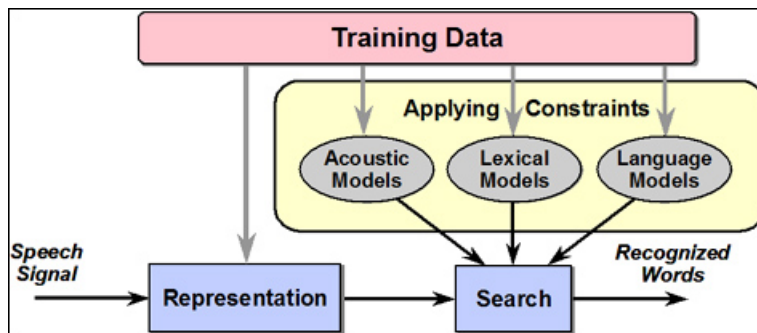 Training Data
Applying Constraints
Acoustic
Models
Lexical
Models
Language
Models
Speech
Signal
Representation
Search
Recognized
Words